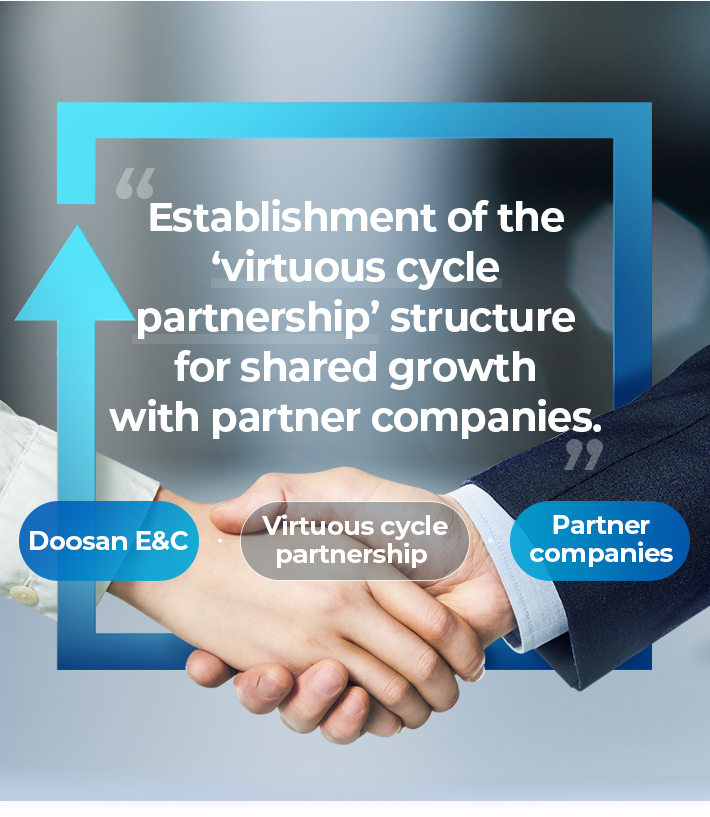 “
Establishment of the
‘virtuous cycle
partnership’ structure
for shared growth
with partner companies.
”
Doosan E&C
Virtuous cycle
partnership
Partner
companies